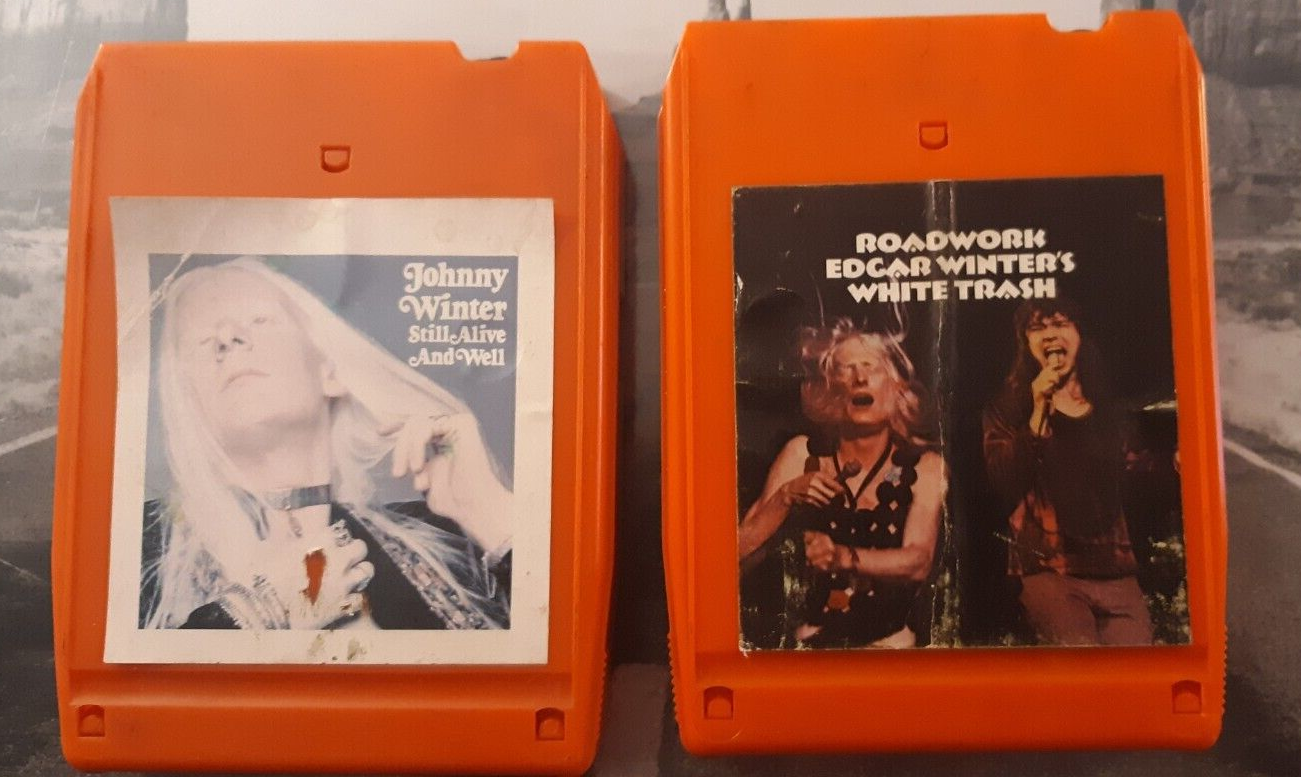 Johnny
Winter
Still Alive
And Well
ROADWORK
EDGAR WINTER'S
WHITE TRASH